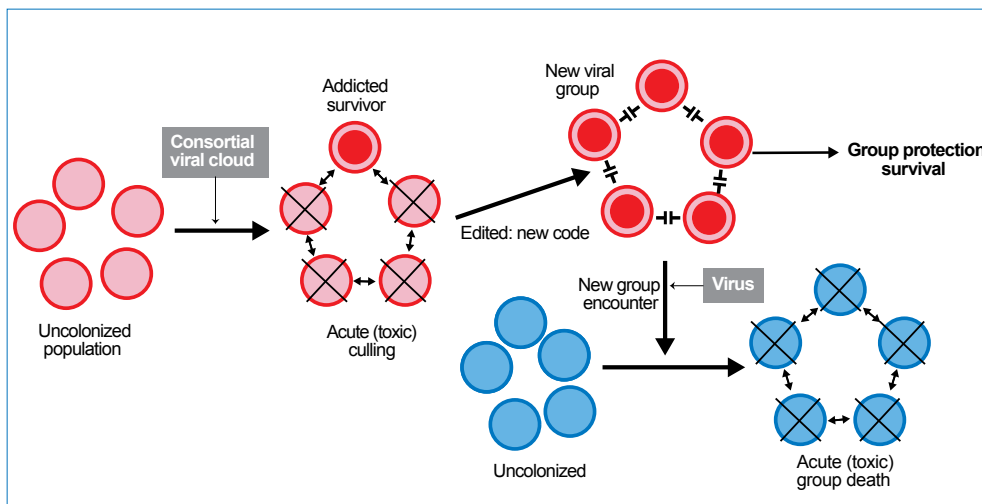 Uncolonized
population
Consortial
viral cloud
Addicted
survivor
Acute (toxic)
culling
Edited: new code
New viral
group
Group protection
survival
New group
encounter
Virus
Uncolonized
Acute (toxic)
group death